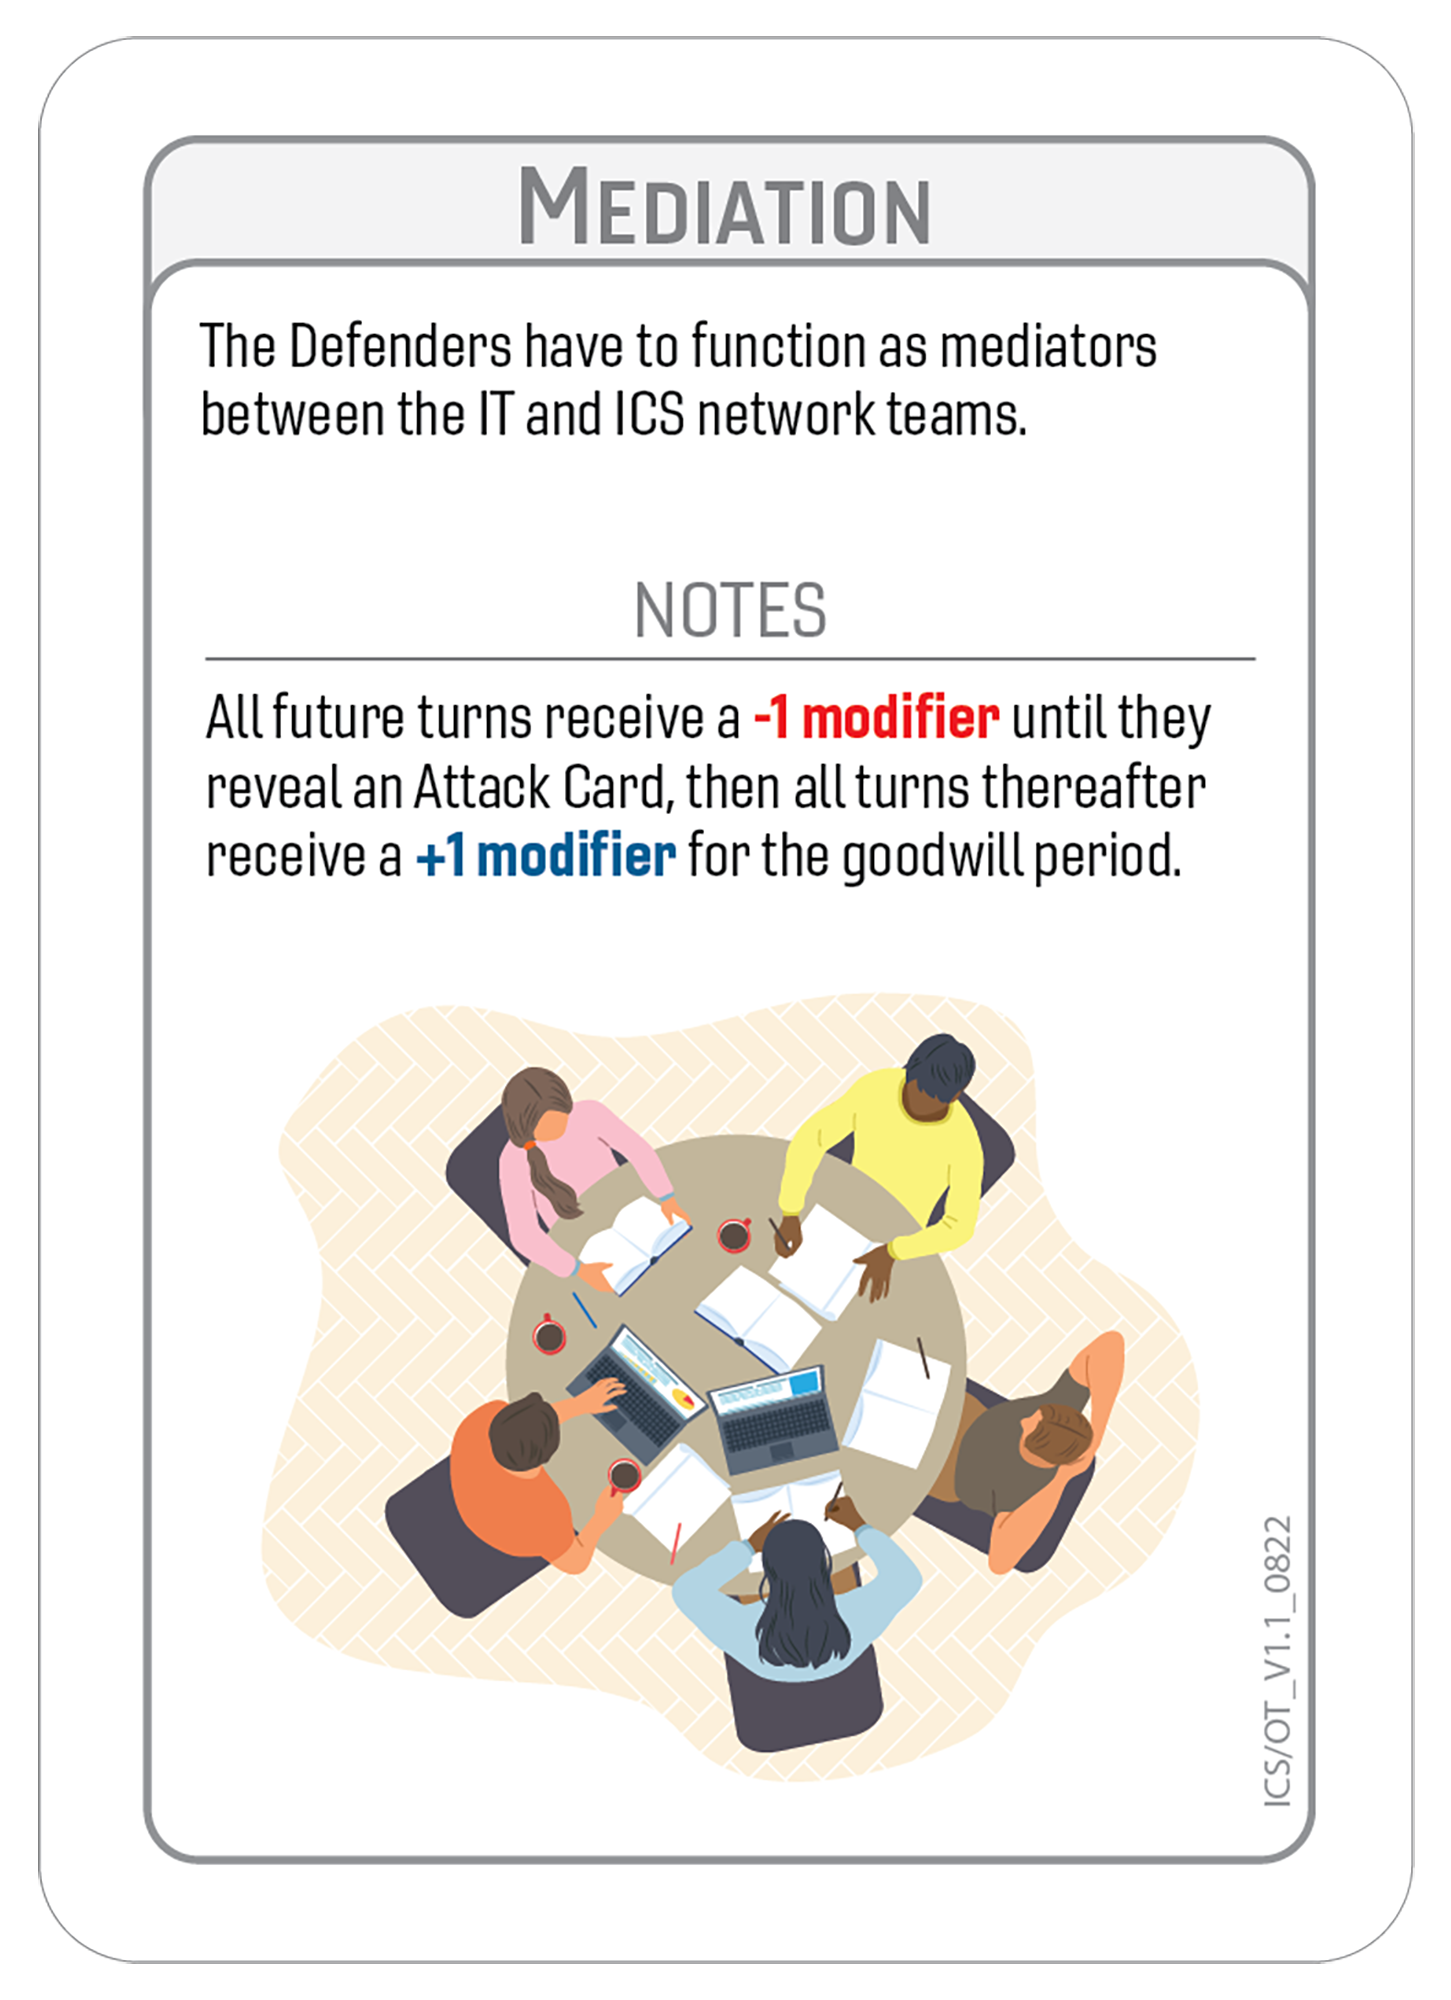 MEDIATION
The Defenders have to function as mediators
between the IT and ICS network teams.
NOTES
All future turns receive a -1 modifier until they
reveal an Attack Card, then all turns thereafter
receive a +1 modifier for the goodwill period.
ICS/OT_V1.1_0822